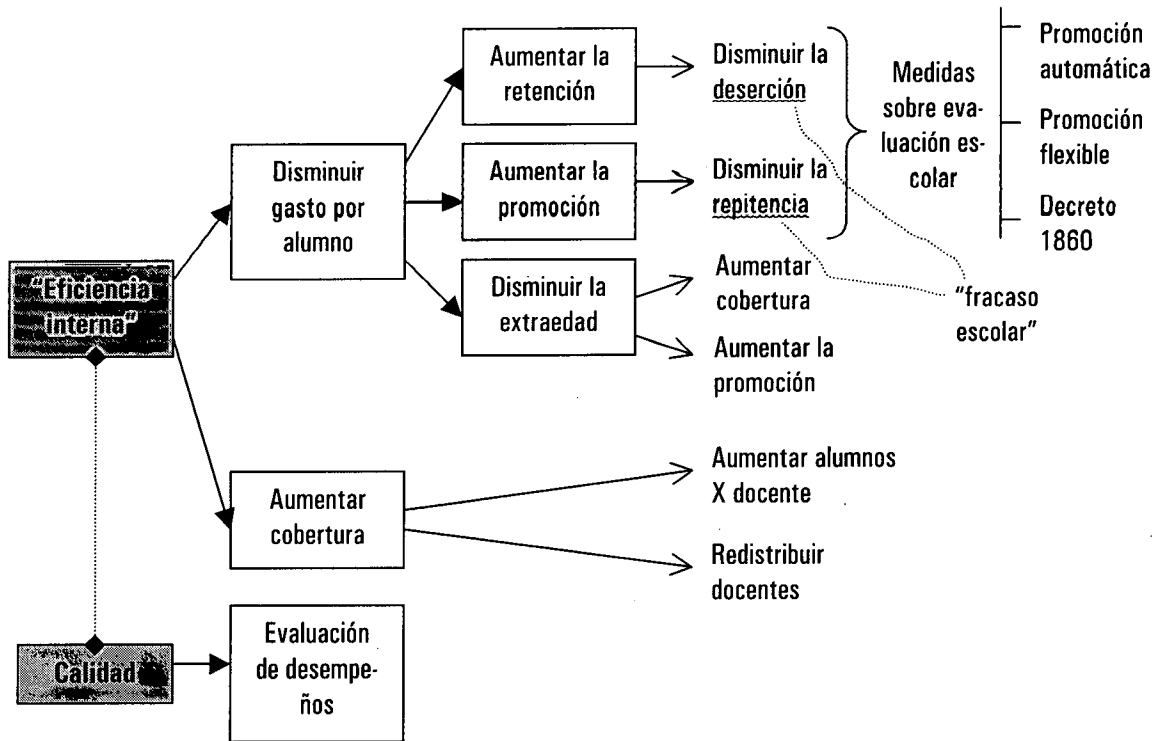 Aumentar la
retención
Disminuir la
deserción
Medidas
sobre eva-
luación es-
colar
Promoción
automática
Promoción
flexible
Decreto
1860
Disminuir
gasto por
alumno
Aumentar la
promoción
Disminuir la
repitencia
"Eficiencia
interna"
Disminuir la
extraedad
Aumentar
cobertura
Aumentar la
promoción
"fracaso
escolar"
Aumentar
cobertura
Aumentar alumnos
X docente
Redistribuir
docentes
Calidad
Evaluación
de desempe-
ños